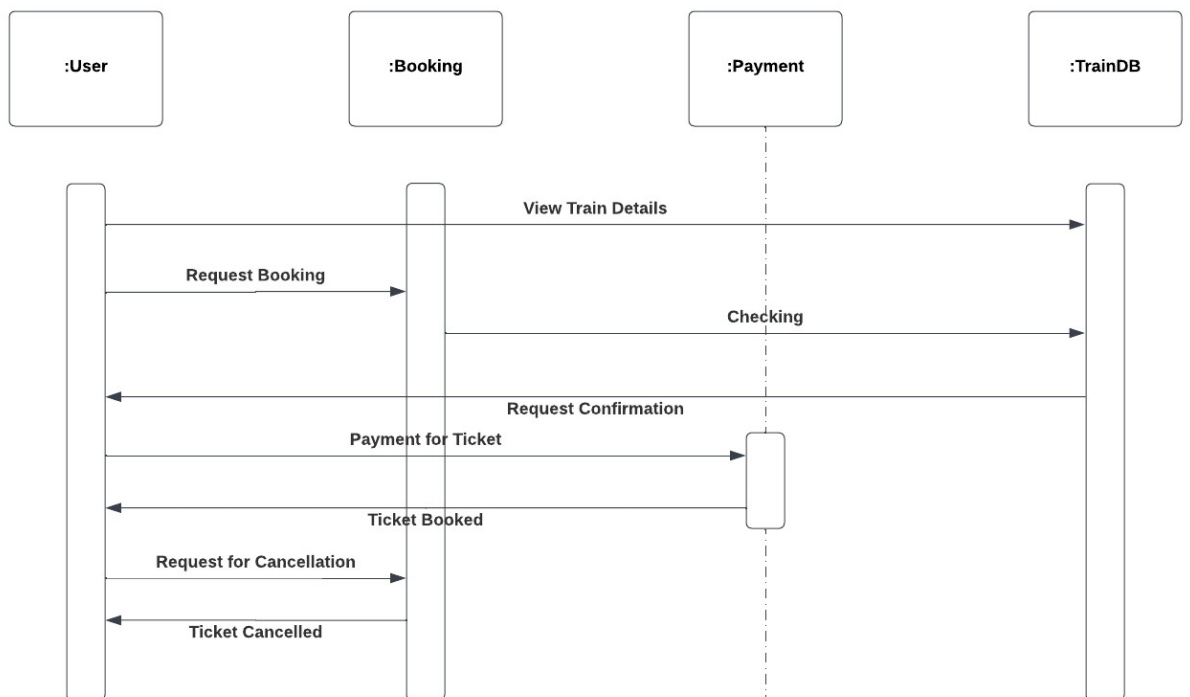 :User
:Booking
:Payment
:TrainDB
View Train Details
Request Booking
Checking
Request Confirmation
Payment for Ticket
Ticket Booked
Request for Cancellation
Ticket Cancelled